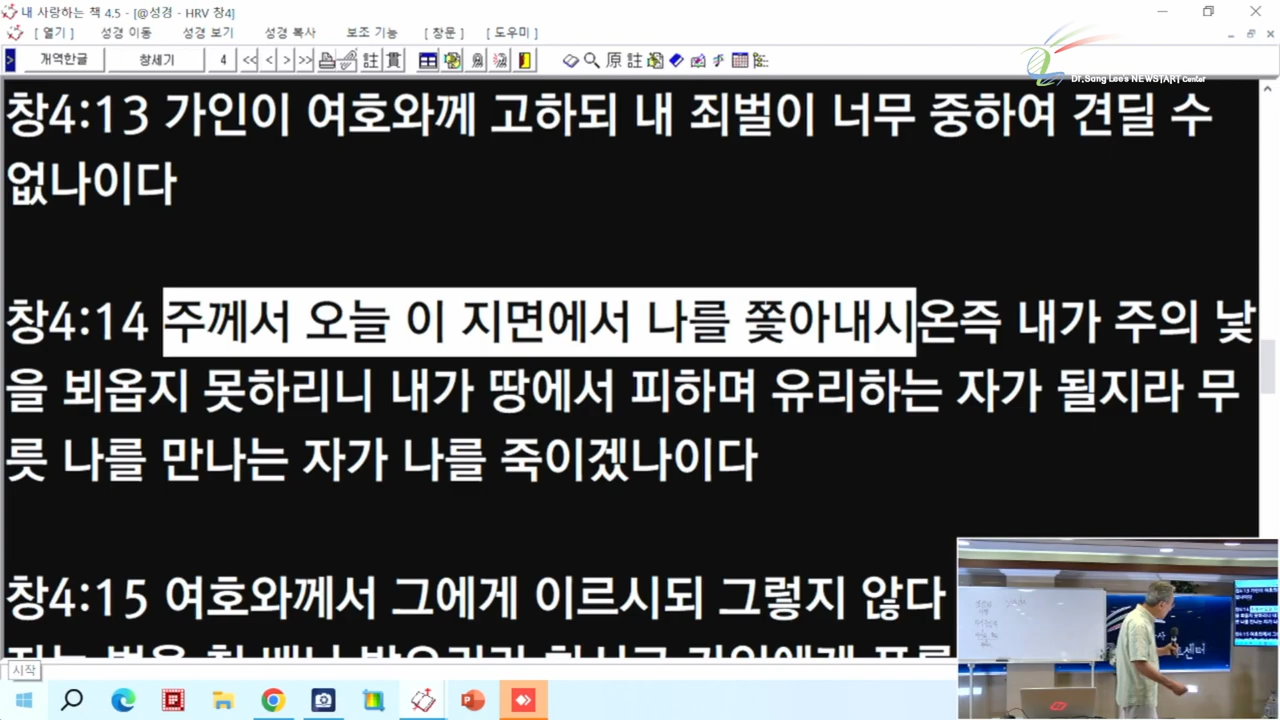 내 사랑하는 책 4.5 - [@성경 - HRV 창4]
[ 열기 ] 성경 이동 성경 보기 성경 복사 보조 기능 [ 창문 ] [ 도우미 ]
개역한글 창세기 4 << < > >> 註 貫 原 註
Dr.Sang Lee's NEWSTART Center
창4:13 가인이 여호와께 고하되 내 죄벌이 너무 중하여 견딜 수
없나이다
창4:14 주께서 오늘 이 지면에서 나를 쫓아내시온즉 내가 주의 낯
을 뵈옵지 못하리니 내가 땅에서 피하며 유리하는 자가 될지라 무
릇 나를 만나는 자가 나를 죽이겠나이다
창4:15 여호와께서 그에게 이르시되 그렇지 않다
시작